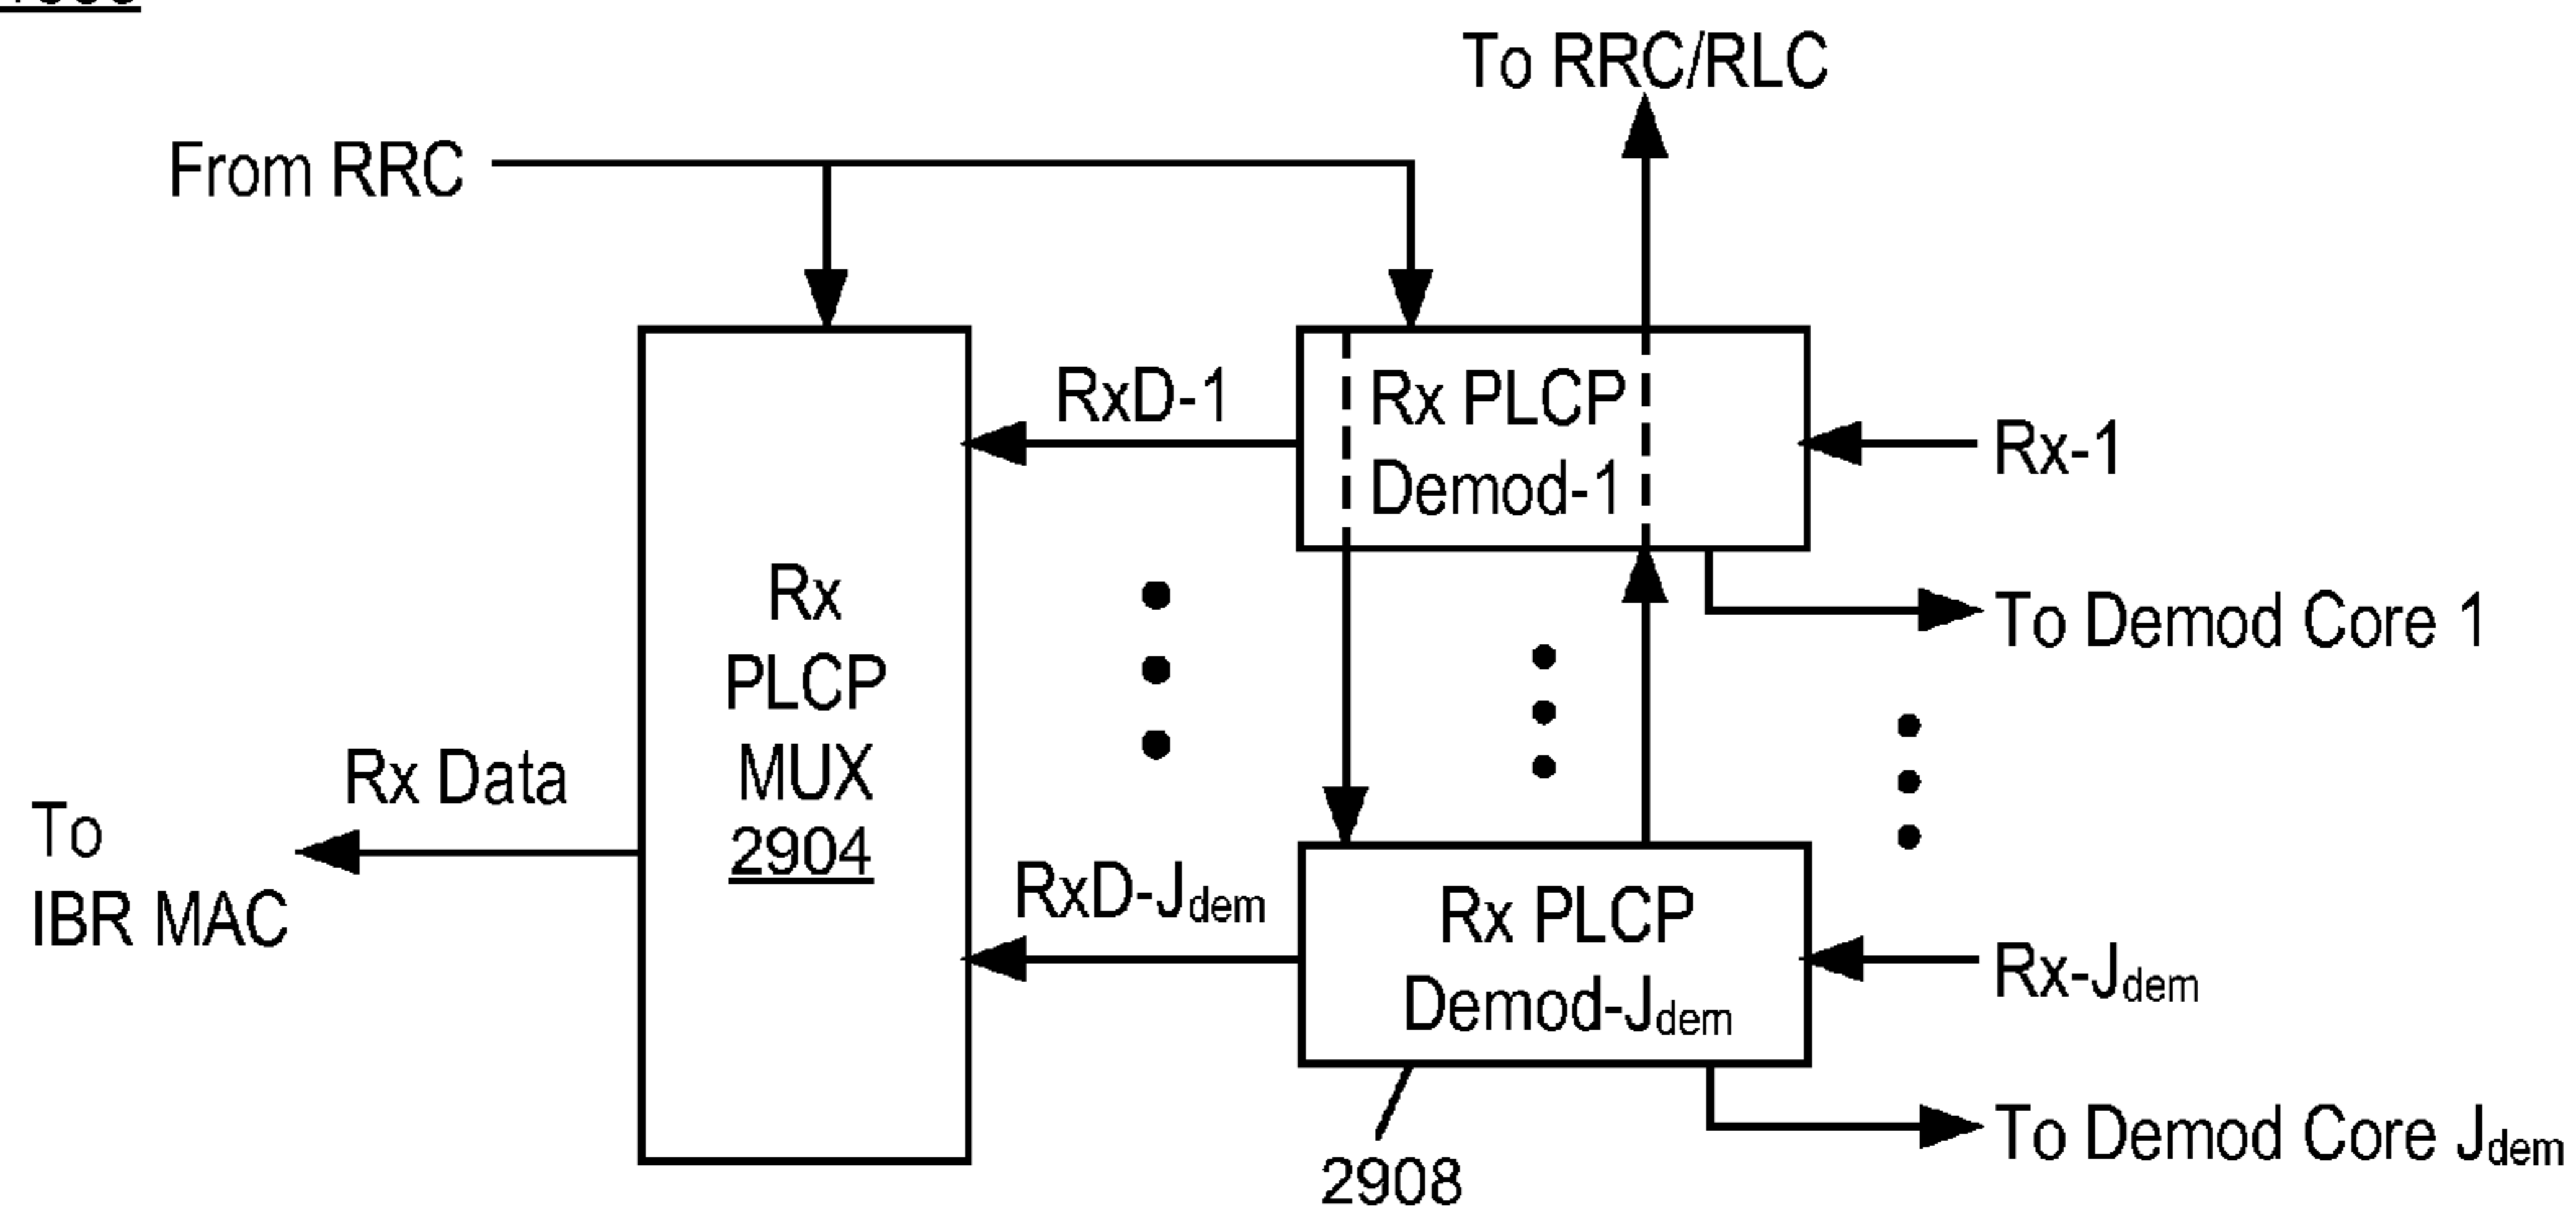 To RRC/RLC
From RRC
RxD-1
Rx PLCP
Demod-1
Rx-1
To Demod Core 1
Rx
PLCP
MUX
2904
Rx Data
To
IBR MAC
RxD-Jdem
Rx PLCP
Demod-Jdem
Rx-Jdem
To Demod Core Jdem
2908